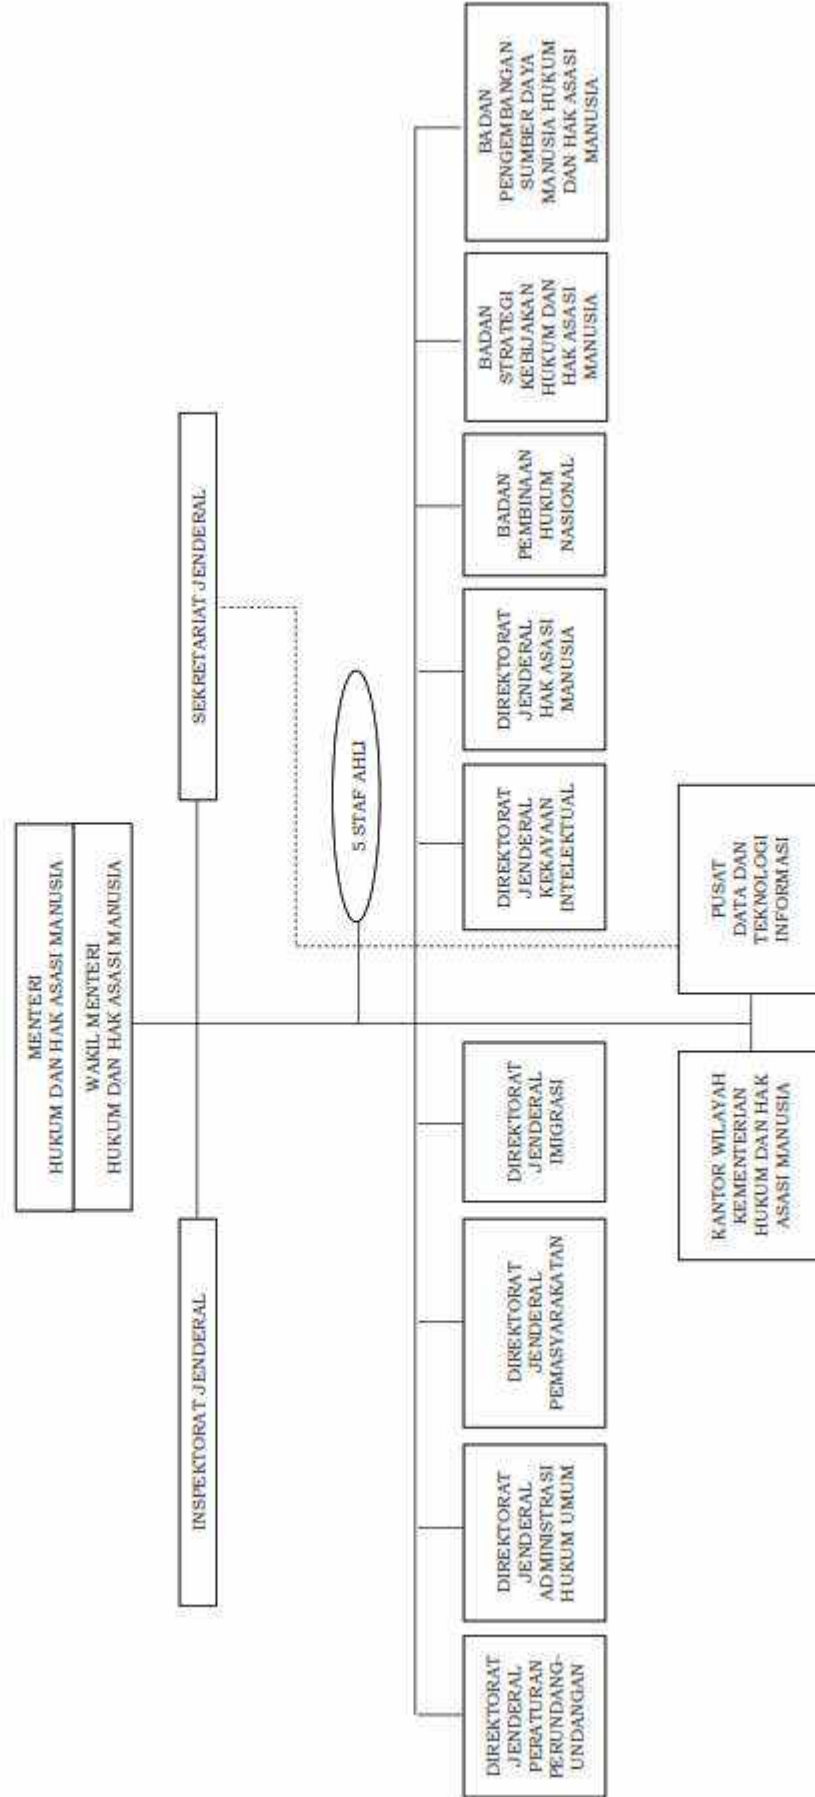 MENTERI
HUKUM DAN HAK ASASI MANUSIA
WAKIL MENTERI
HUKUM DAN HAK ASASI MANUSIA
INSPEKTORAT JENDERAL
SEKRETARIAT JENDERAL
5 STAF AHLI
DIREKTORAT
JENDERAL
PERATURAN
PERUNDANG-
UNDANGAN
DIREKTORAT
JENDERAL
ADMINISTRASI
HUKUM UMUM
DIREKTORAT
JENDERAL
PEMASYARAKATAN
DIREKTORAT
JENDERAL
IMIGRASI
DIREKTORAT
JENDERAL
KEKAYAAN
INTELEKTUAL
DIREKTORAT
JENDERAL
HAK ASASI
MANUSIA
BADAN
PEMBINAAN
HUKUM
NASIONAL
BADAN
STRATEGI
KEBIJAKAN
HUKUM DAN
HAK ASASI
MANUSIA
BADAN
PENGEMBANGAN
SUMBER DAYA
MANUSIA HUKUM
DAN HAK ASASI
MANUSIA
KANTOR WILAYAH
KEMENTERIAN
HUKUM DAN HAK
ASASI MANUSIA
PUSAT
DATA DAN
TEKNOLOGI
INFORMASI